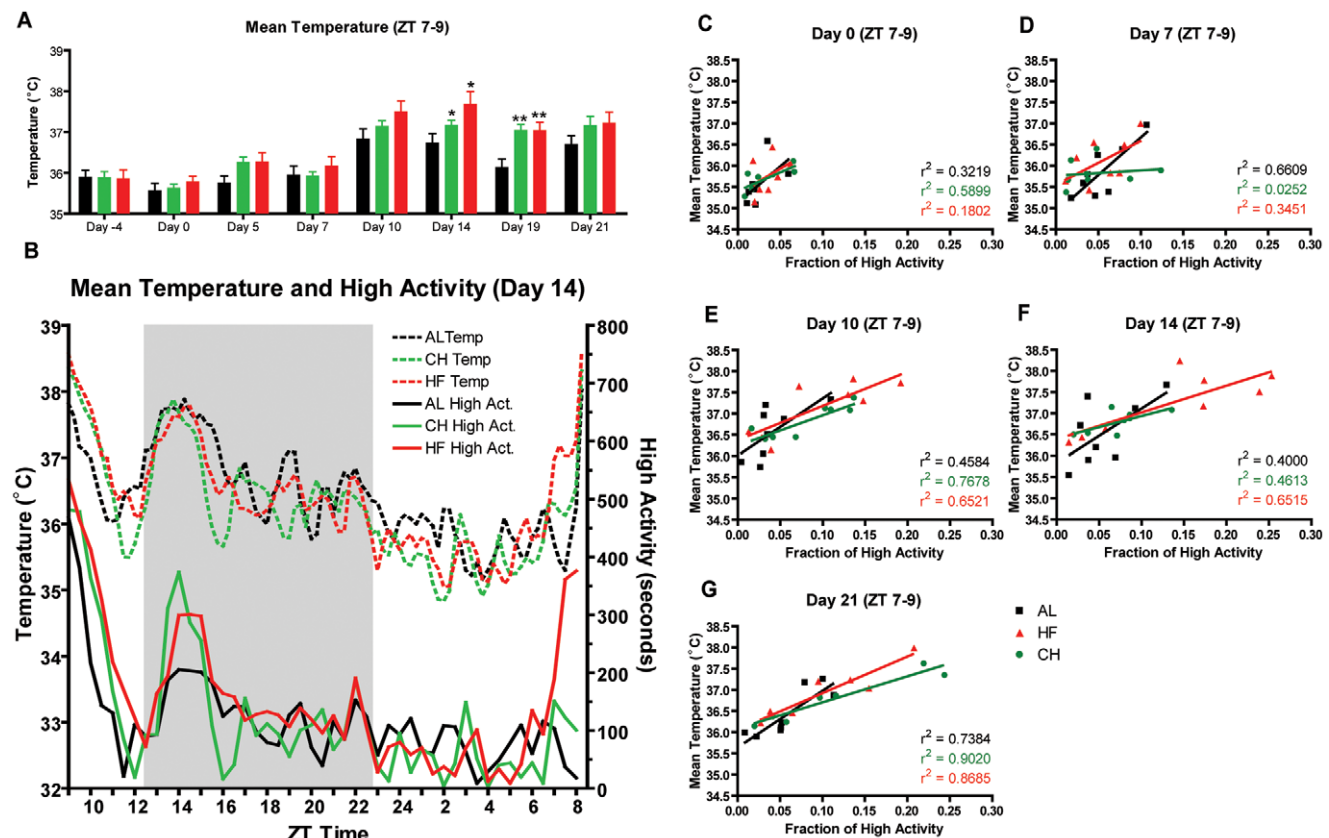 A
Mean Temperature (ZT 7-9)
Temperature (°C)
39
38
37
36
35
* * ** **
Day -4 Day 0 Day 5 Day 7 Day 10 Day 14 Day 19 Day 21
B
Mean Temperature and High Activity (Day 14)
Temperature (°C)
39
38
37
36
35
34
33
32
ALTemp
CH Temp
HF Temp
AL High Act.
CH High Act.
HF High Act.
High Activity (seconds)
800
700
600
500
400
300
200
100
0
10 12 14 16 18 20 22 24 2 4 6 8
ZT Time
C
Day 0 (ZT 7-9)
Mean Temperature (°C)
38.5
38.0
37.5
37.0
36.5
36.0
35.5
35.0
34.5
r2 = 0.3219
r2 = 0.5899
r2 = 0.1802
0.00 0.05 0.10 0.15 0.20 0.25 0.30
Fraction of High Activity
D
Day 7 (ZT 7-9)
Mean Temperature (°C)
38.5
38.0
37.5
37.0
36.5
36.0
35.5
35.0
34.5
r2 = 0.6609
r2 = 0.0252
r2 = 0.3451
0.00 0.05 0.10 0.15 0.20 0.25 0.30
Fraction of High Activity
E
Day 10 (ZT 7-9)
Mean Temperature (°C)
38.5
38.0
37.5
37.0
36.5
36.0
35.5
35.0
34.5
r2 = 0.4584
r2 = 0.7678
r2 = 0.6521
0.00 0.05 0.10 0.15 0.20 0.25 0.30
Fraction of High Activity
F
Day 14 (ZT 7-9)
Mean Temperature (°C)
38.5
38.0
37.5
37.0
36.5
36.0
35.5
35.0
34.5
r2 = 0.4000
r2 = 0.4613
r2 = 0.6515
0.00 0.05 0.10 0.15 0.20 0.25 0.30
Fraction of High Activity
G
Day 21 (ZT 7-9)
Mean Temperature (°C)
38.5
38.0
37.5
37.0
36.5
36.0
35.5
35.0
34.5
r2 = 0.7384
r2 = 0.9020
r2 = 0.8685
0.00 0.05 0.10 0.15 0.20 0.25 0.30
Fraction of High Activity
AL
HF
CH